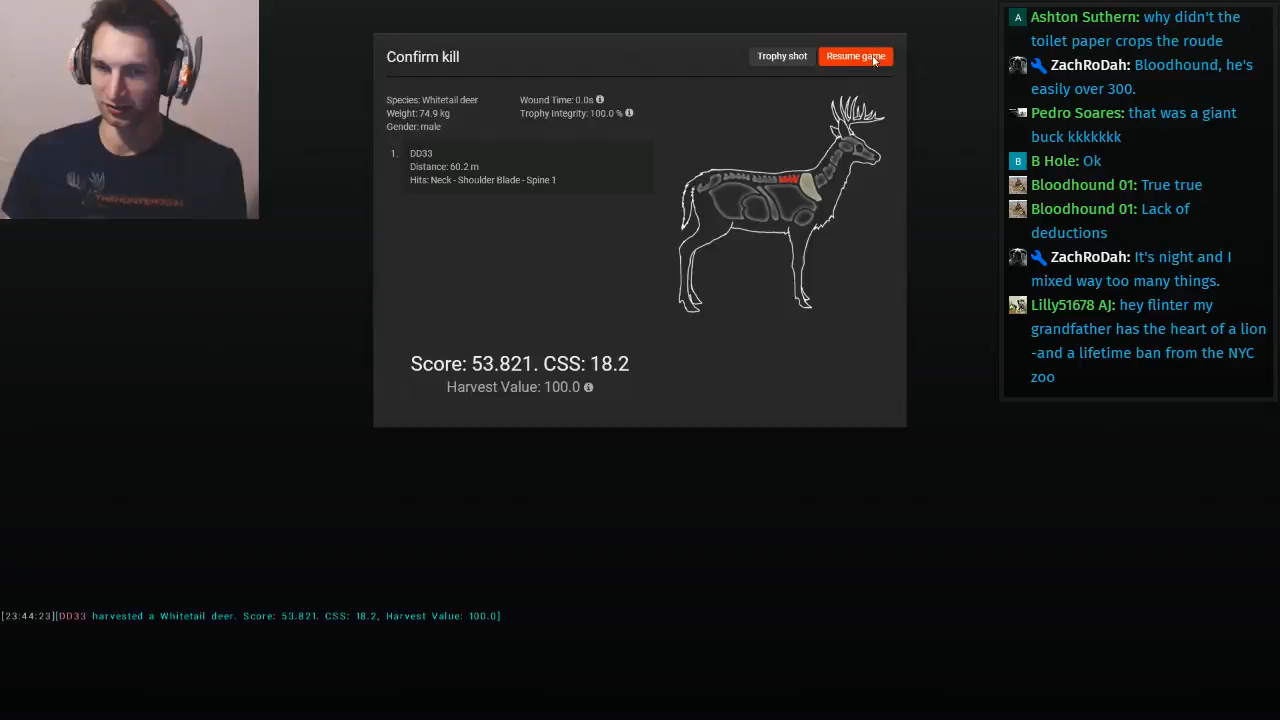 Confirm kill
Trophy shot
Resume game
Species: Whitetail deer
Weight: 74.9 kg
Gender: male
Wound Time: 0.0s
Trophy Integrity: 100.0 %
1. DD33
Distance: 60.2 m
Hits: Neck - Shoulder Blade - Spine 1
Score: 53.821. CSS: 18.2
Harvest Value: 100.0
[23:44:23][DD33 harvested a Whitetail deer. Score: 53.821. CSS: 18.2, Harvest Value: 100.0]
A Ashton Suthern: why didn't the
toilet paper crops the roude
ZachRoDah: Bloodhound, he's
easily over 300.
Pedro Soares: that was a giant
buck kkkkkkk
B B Hole: Ok
Bloodhound 01: True true
Bloodhound 01: Lack of
deductions
ZachRoDah: It's night and I
mixed way too many things.
Lilly51678 AJ: hey flinter my
grandfather has the heart of a lion
-and a lifetime ban from the NYC
zoo